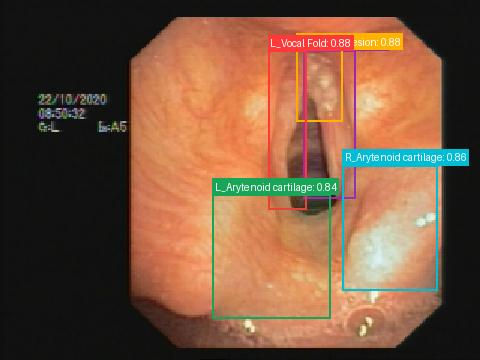 L_Vocal Fold: 0.88
esion: 0.88
22/10/2020
08:50:32
R_Arytenoid cartilage: 0.86
L_Arytenoid cartilage: 0.84